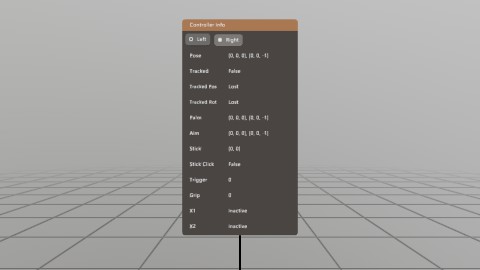 Controller Info
Left Right
Pose (0, 0, 0), (0, 0, -1)
Tracked False
Tracked Pos Lost
Tracked Rot Lost
Palm (0, 0, 0), (0, 0, -1)
Aim (0, 0, 0), (0, 0, -1)
Stick (0, 0)
Stick Click False
Trigger 0
Grip 0
X1 Inactive
X2 Inactive